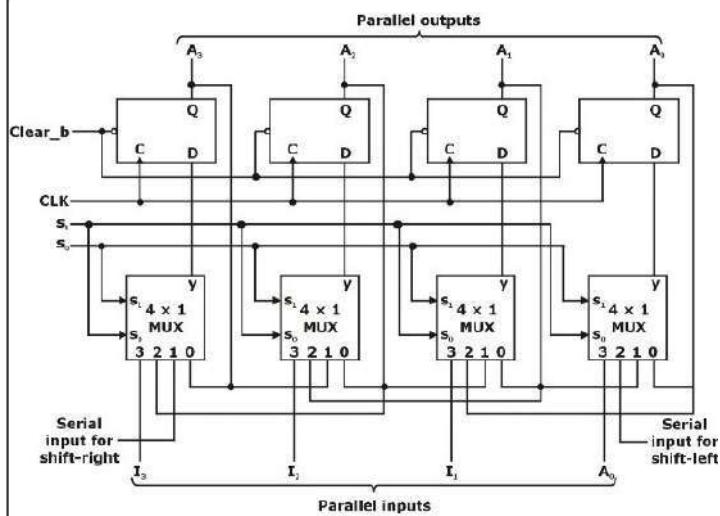 Parallel outputs
A₃ A₂ A₁ A₀
Q Q Q Q
Clear_b
C D C D C D C D
CLK
S₁
S₀
y y y y
S₁ 4 × 1 S₁ 4 × 1 S₁ 4 × 1 S₁ 4 × 1
S₀ MUX S₀ MUX S₀ MUX S₀ MUX
3 2 1 0 3 2 1 0 3 2 1 0 3 2 1 0
Serial
input for
shift-right
Serial
input for
shift-left
I₃ I₂ I₁ A₀
Parallel inputs